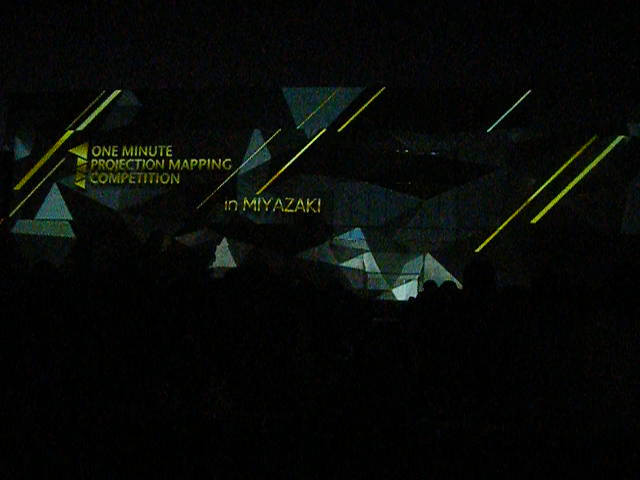 ONE MINUTE
PROJECTION MAPPING
COMPETITION
in MIYAZAKI